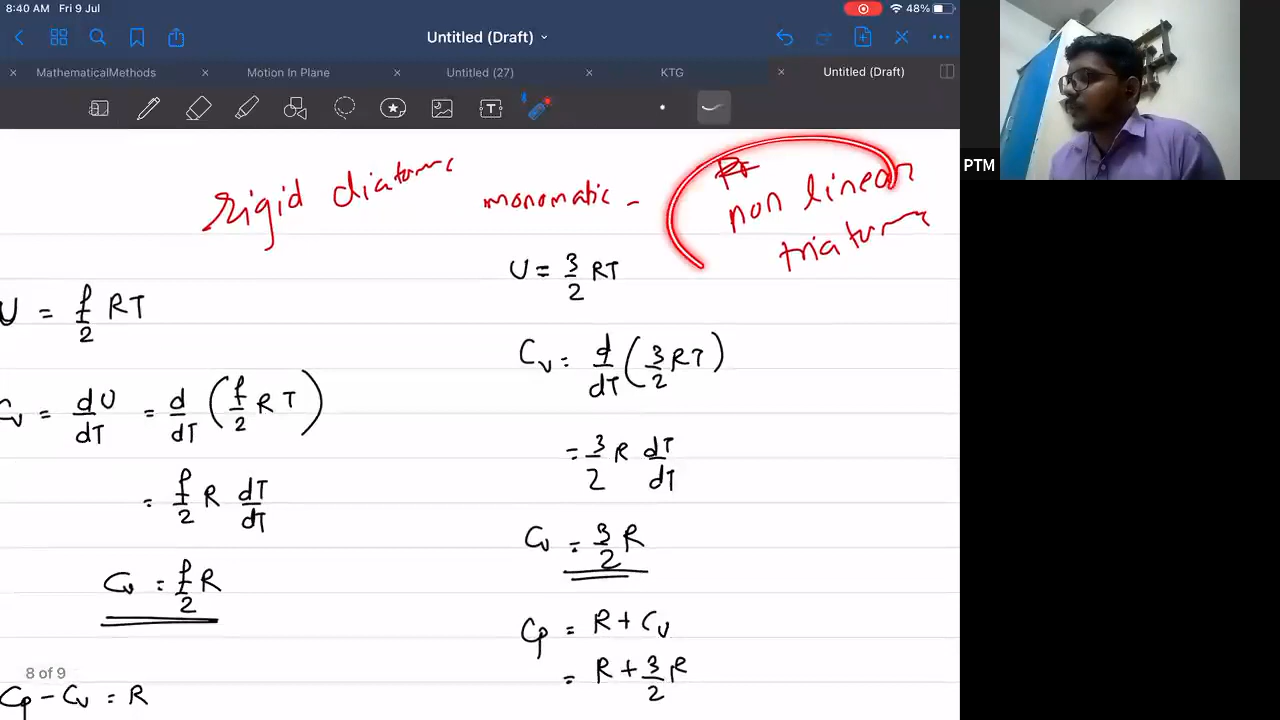 8:40 AM Fri 9 Jul
48%
Untitled (Draft)
MathematicalMethods
Motion In Plane
Untitled (27)
KTG
Untitled (Draft)
PTM
rigid diatomic
monomatic -
non linear
triatomic
U = f/2 RT
Cv = dU/dT = d/dT (f/2 R T)
= f/2 R dT/dT
Cv = f/2 R
Cp - Cv = R
U = 3/2 RT
Cv = d/dT (3/2 RT)
= 3/2 R dT/dT
Cv = 3/2 R
Cp = R + Cv
= R + 3/2 R
8 of 9